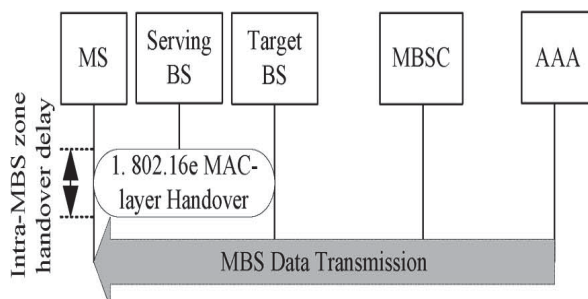 MS
Serving
BS
Target
BS
MBSC
AAA
Intra-MBS zone
handover delay
1. 802.16e MAC-
layer Handover
MBS Data Transmission